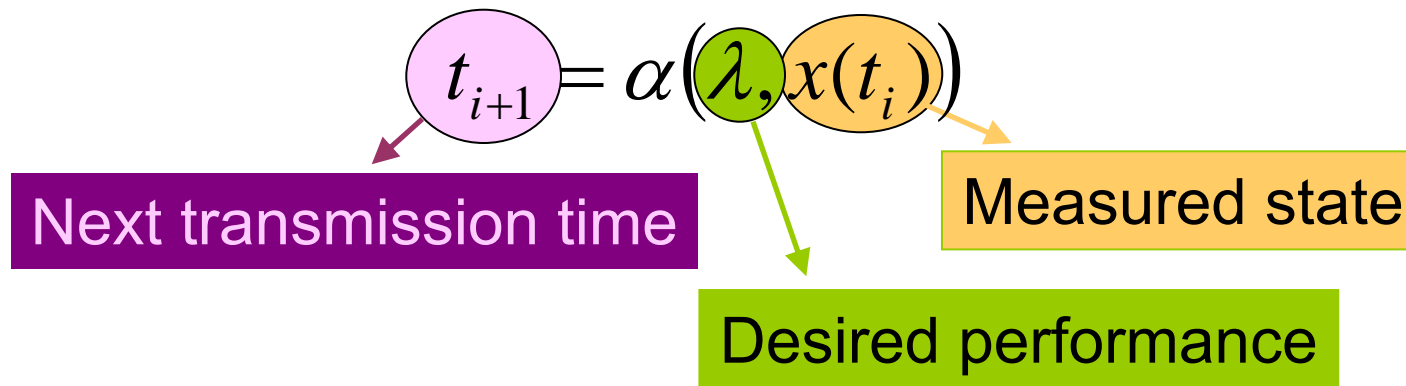 t_{i+1} = α(λ, x(t_i))
Next transmission time
Measured state
Desired performance